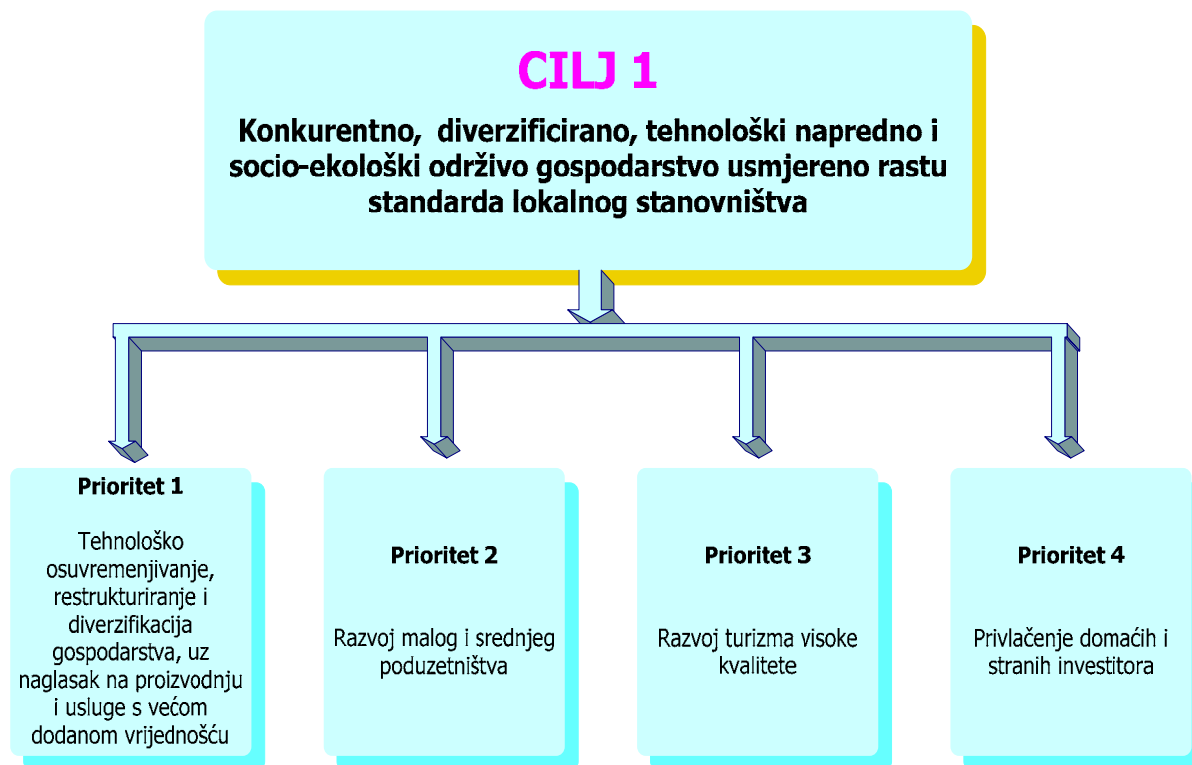 CILJ 1
Konkurentno, diverzificirano, tehnološki napredno i
socio-ekološki održivo gospodarstvo usmjereno rastu
standarda lokalnog stanovništva
Prioritet 1
Tehnološko
osuvremenjivanje,
restrukturiranje i
diverzifikacija
gospodarstva, uz
naglasak na proizvodnju
i usluge s većom
dodanom vrijednošću
Prioritet 2
Razvoj malog i srednjeg
poduzetništva
Prioritet 3
Razvoj turizma visoke
kvalitete
Prioritet 4
Privlačenje domaćih i
stranih investitora